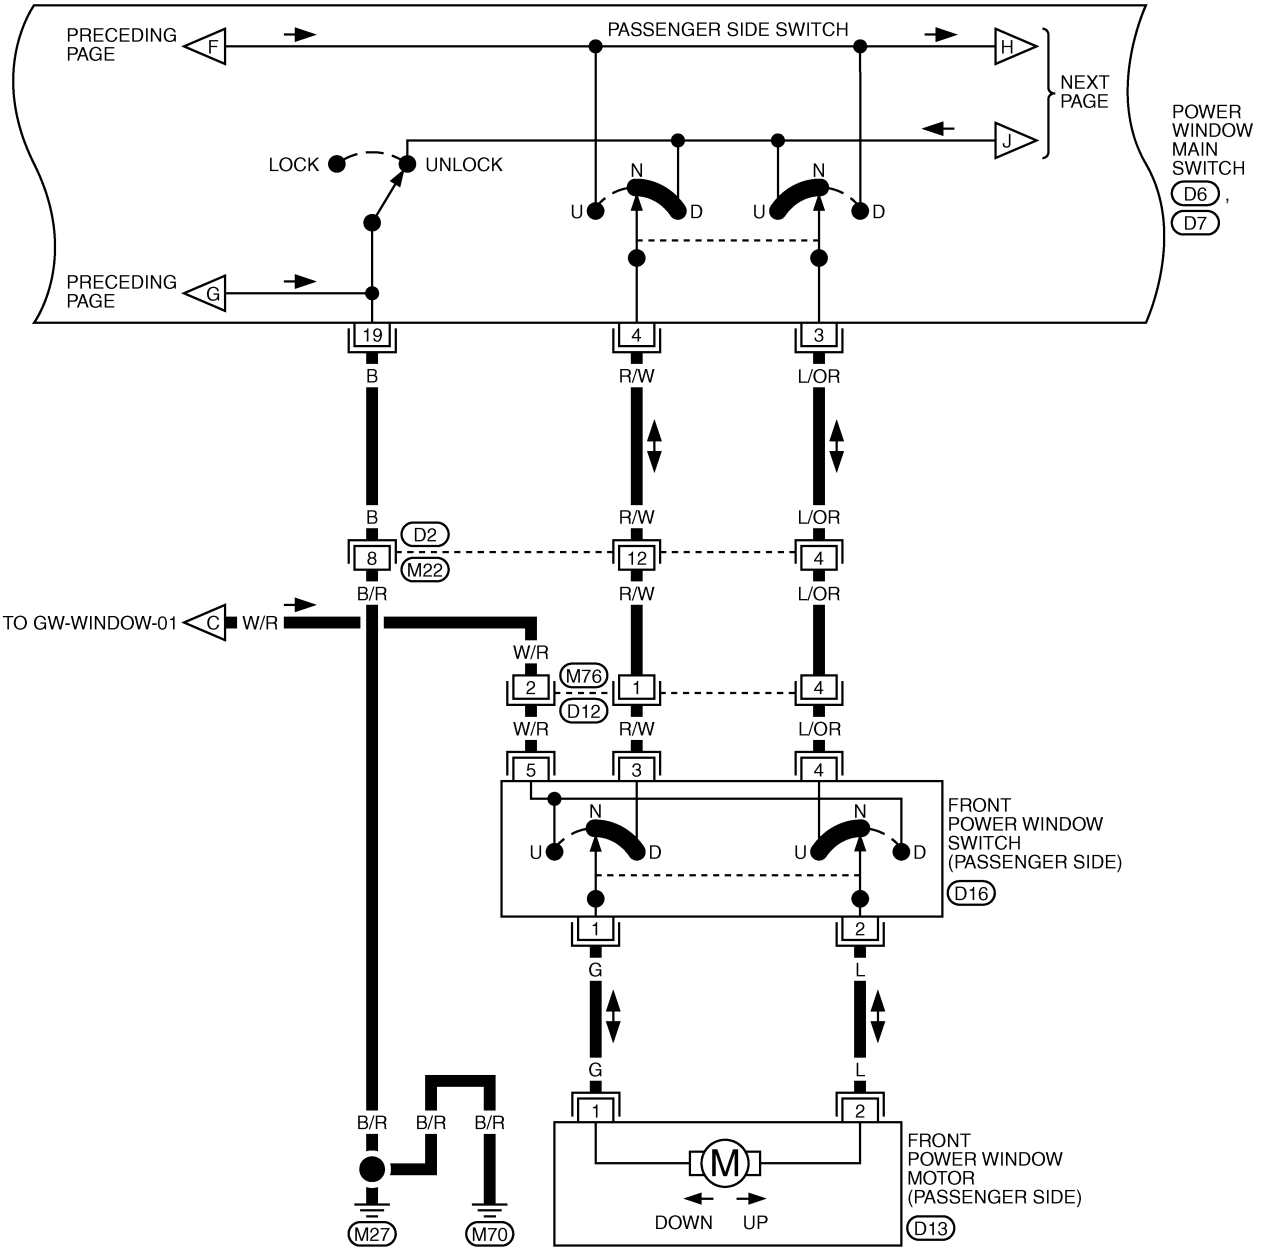 PRECEDING
PAGE
F
PASSENGER SIDE SWITCH
H
NEXT
PAGE
J
POWER
WINDOW
MAIN
SWITCH
D6 ,
D7
LOCK
UNLOCK
N
U
D
N
U
D
PRECEDING
PAGE
G
19
4
3
B
R/W
L/OR
B
R/W
L/OR
D2
8
12
4
M22
B/R
R/W
L/OR
TO GW-WINDOW-01
C
W/R
W/R
M76
2
1
4
D12
W/R
R/W
L/OR
5
3
4
N
U
D
N
U
D
FRONT
POWER WINDOW
SWITCH
(PASSENGER SIDE)
D16
1
2
G
L
G
L
1
2
B/R
B/R
B/R
M
DOWN
UP
FRONT
POWER WINDOW
MOTOR
(PASSENGER SIDE)
D13
M27
M70